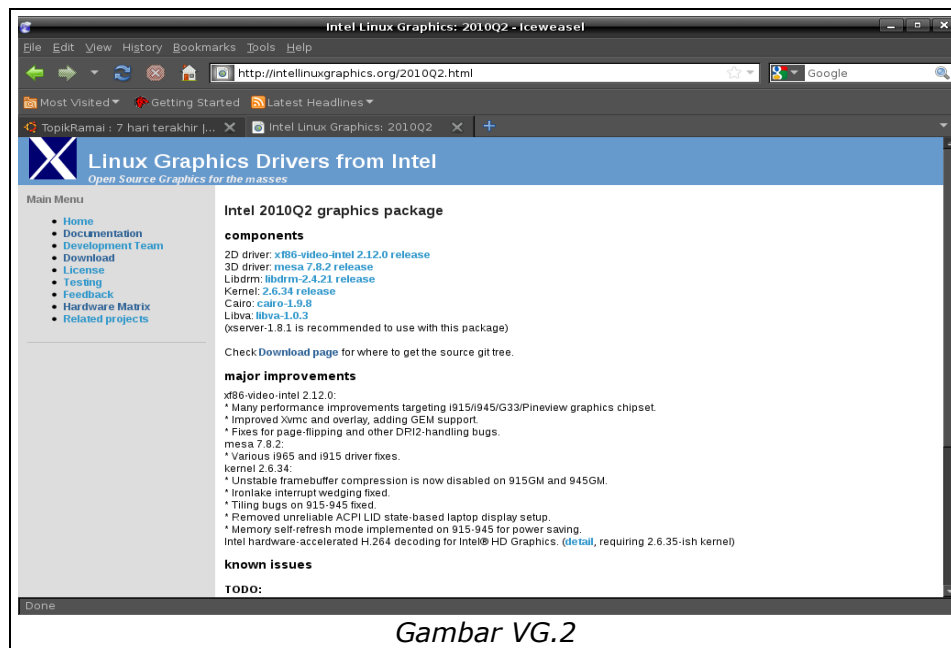 Intel Linux Graphics: 2010Q2 - Iceweasel
File Edit View History Bookmarks Tools Help
http://intellinuxgraphics.org/2010Q2.html
Google
Most Visited Getting Started Latest Headlines
TopikRamai : 7 hari terakhir |... Intel Linux Graphics: 2010Q2
Linux Graphics Drivers from Intel
Open Source Graphics for the masses
Main Menu
Home
Documentation
Development Team
Download
License
Testing
Feedback
Hardware Matrix
Related projects
Intel 2010Q2 graphics package
components
2D driver: xf86-video-intel 2.12.0 release
3D driver: mesa 7.8.2 release
Libdrm: libdrm-2.4.21 release
Kernel: 2.6.34 release
Cairo: cairo-1.9.8
Libva: libva-1.0.3
(xserver-1.8.1 is recommended to use with this package)
Check Download page for where to get the source git tree.
major improvements
xf86-video-intel 2.12.0:
* Many performance improvements targeting i915/i945/G33/Pineview graphics chipset.
* Improved Xvmc and overlay, adding GEM support.
* Fixes for page-flipping and other DRI2-handling bugs.
mesa 7.8.2:
* Various i965 and i915 driver fixes.
kernel 2.6.34:
* Unstable framebuffer compression is now disabled on 915GM and 945GM.
* Ironlake interrupt wedging fixed.
* Tiling bugs on 915-945 fixed.
* Removed unreliable ACPI LID state-based laptop display setup.
* Memory self-refresh mode implemented on 915-945 for power saving.
Intel hardware-accelerated H.264 decoding for Intel® HD Graphics. (detail, requiring 2.6.35-ish kernel)
known issues
TODO:
Done
Gambar VG.2